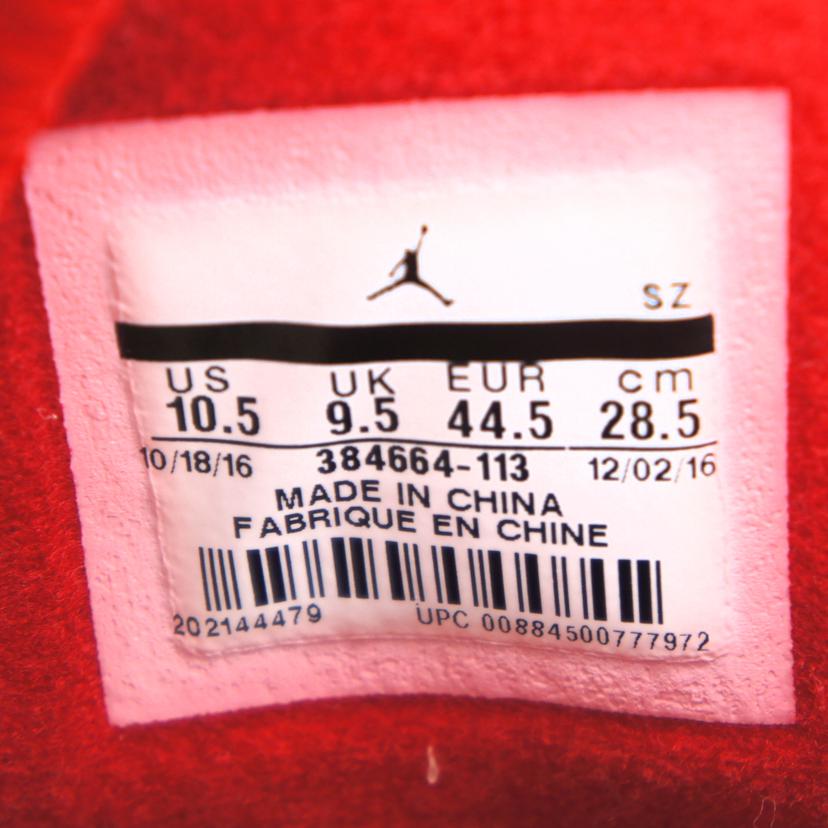 SZ
US UK EUR cm
10.5 9.5 44.5 28.5
10/18/16 384664-113 12/02/16
MADE IN CHINA
FABRIQUE EN CHINE
202144479 UPC 00884500777972